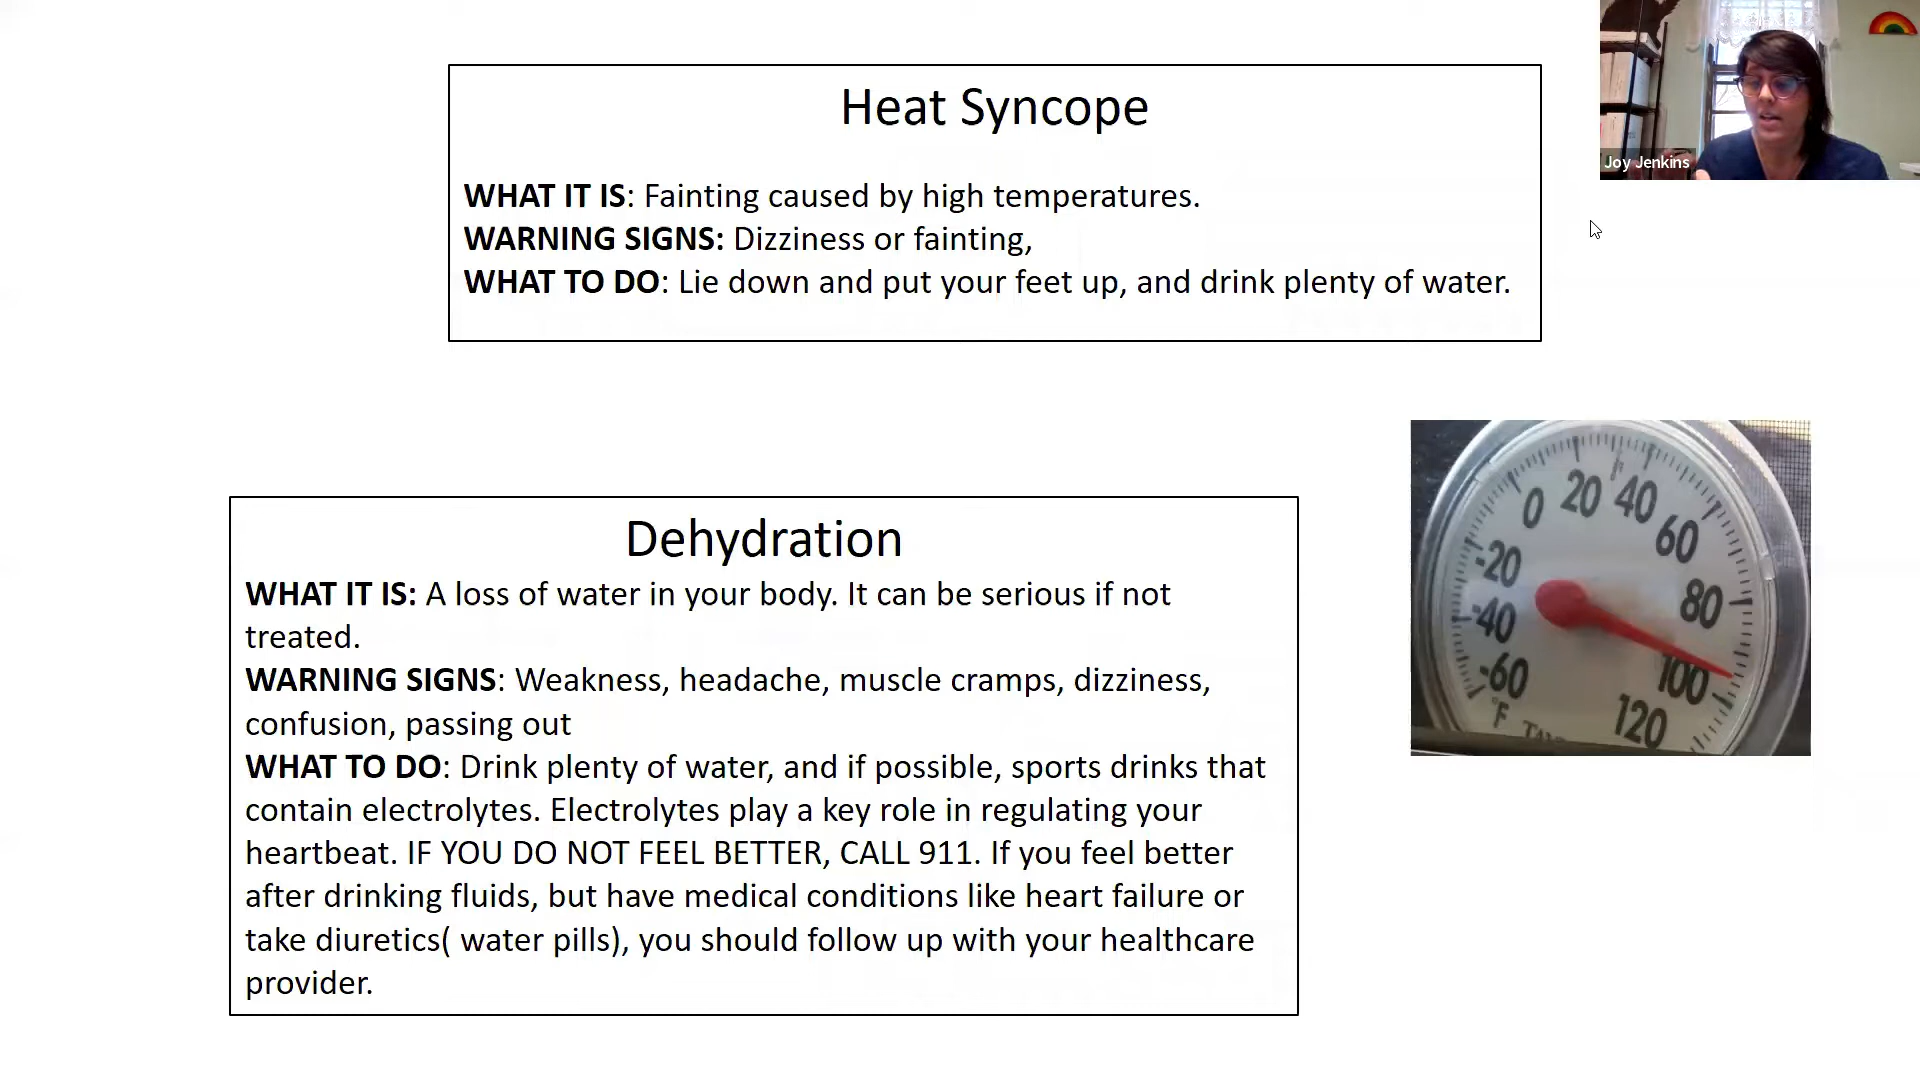 Heat Syncope
WHAT IT IS: Fainting caused by high temperatures.
WARNING SIGNS: Dizziness or fainting,
WHAT TO DO: Lie down and put your feet up, and drink plenty of water.
Joy Jenkins
Dehydration
WHAT IT IS: A loss of water in your body. It can be serious if not
treated.
WARNING SIGNS: Weakness, headache, muscle cramps, dizziness,
confusion, passing out
WHAT TO DO: Drink plenty of water, and if possible, sports drinks that
contain electrolytes. Electrolytes play a key role in regulating your
heartbeat. IF YOU DO NOT FEEL BETTER, CALL 911. If you feel better
after drinking fluids, but have medical conditions like heart failure or
take diuretics( water pills), you should follow up with your healthcare
provider.
-60
-40
-20
0
20
40
60
80
100
120
°F